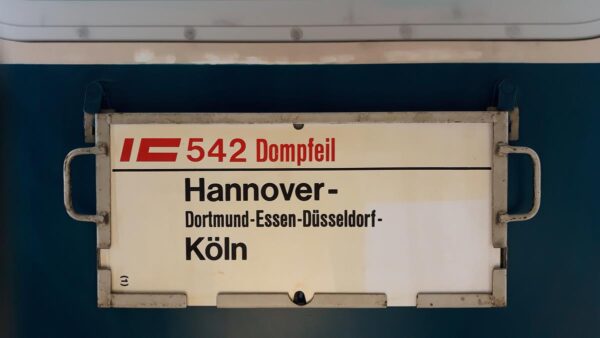 IC 542 Dompfeil
Hannover-
Dortmund-Essen-Düsseldorf-
Köln